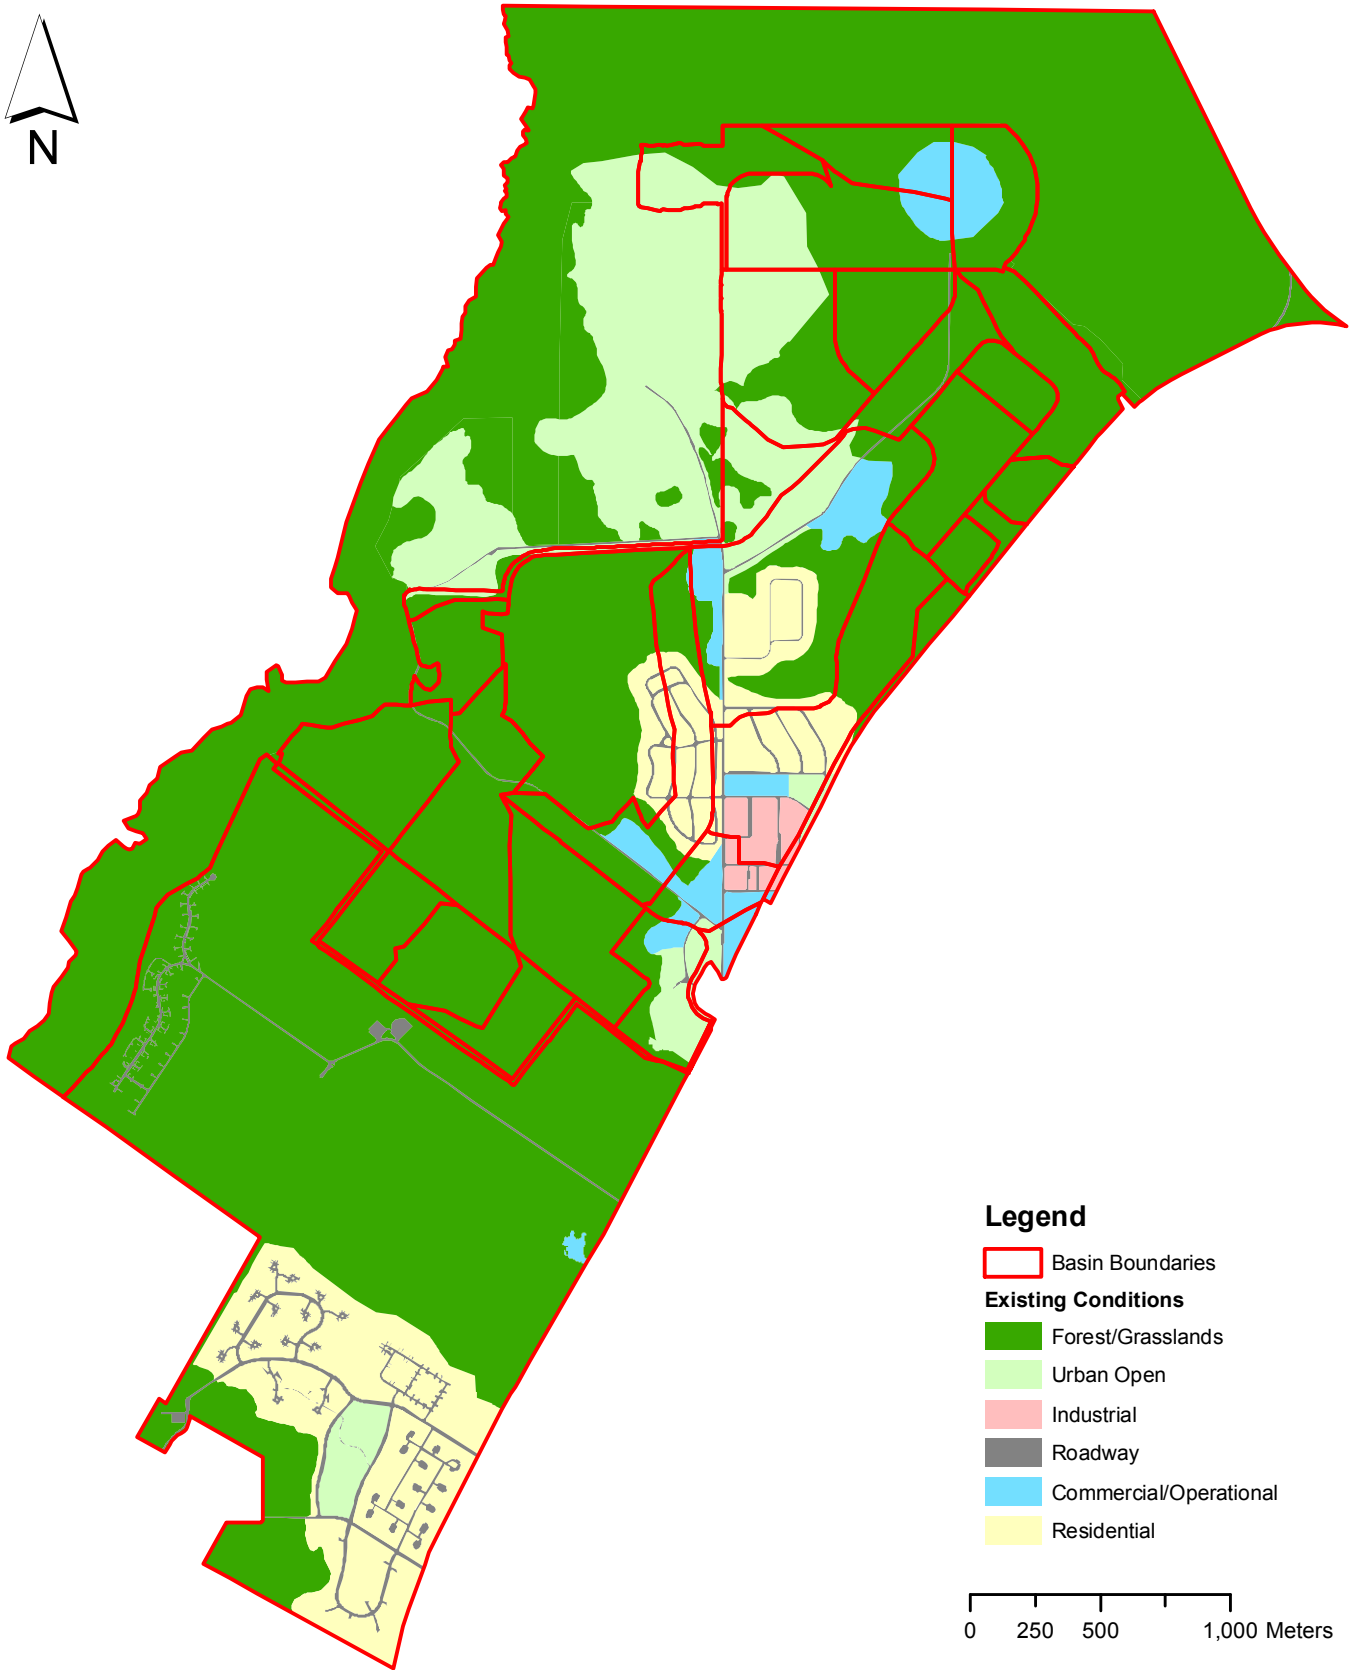 N
Legend
Basin Boundaries
Existing Conditions
Forest/Grasslands
Urban Open
Industrial
Roadway
Commercial/Operational
Residential
0 250 500 1,000 Meters